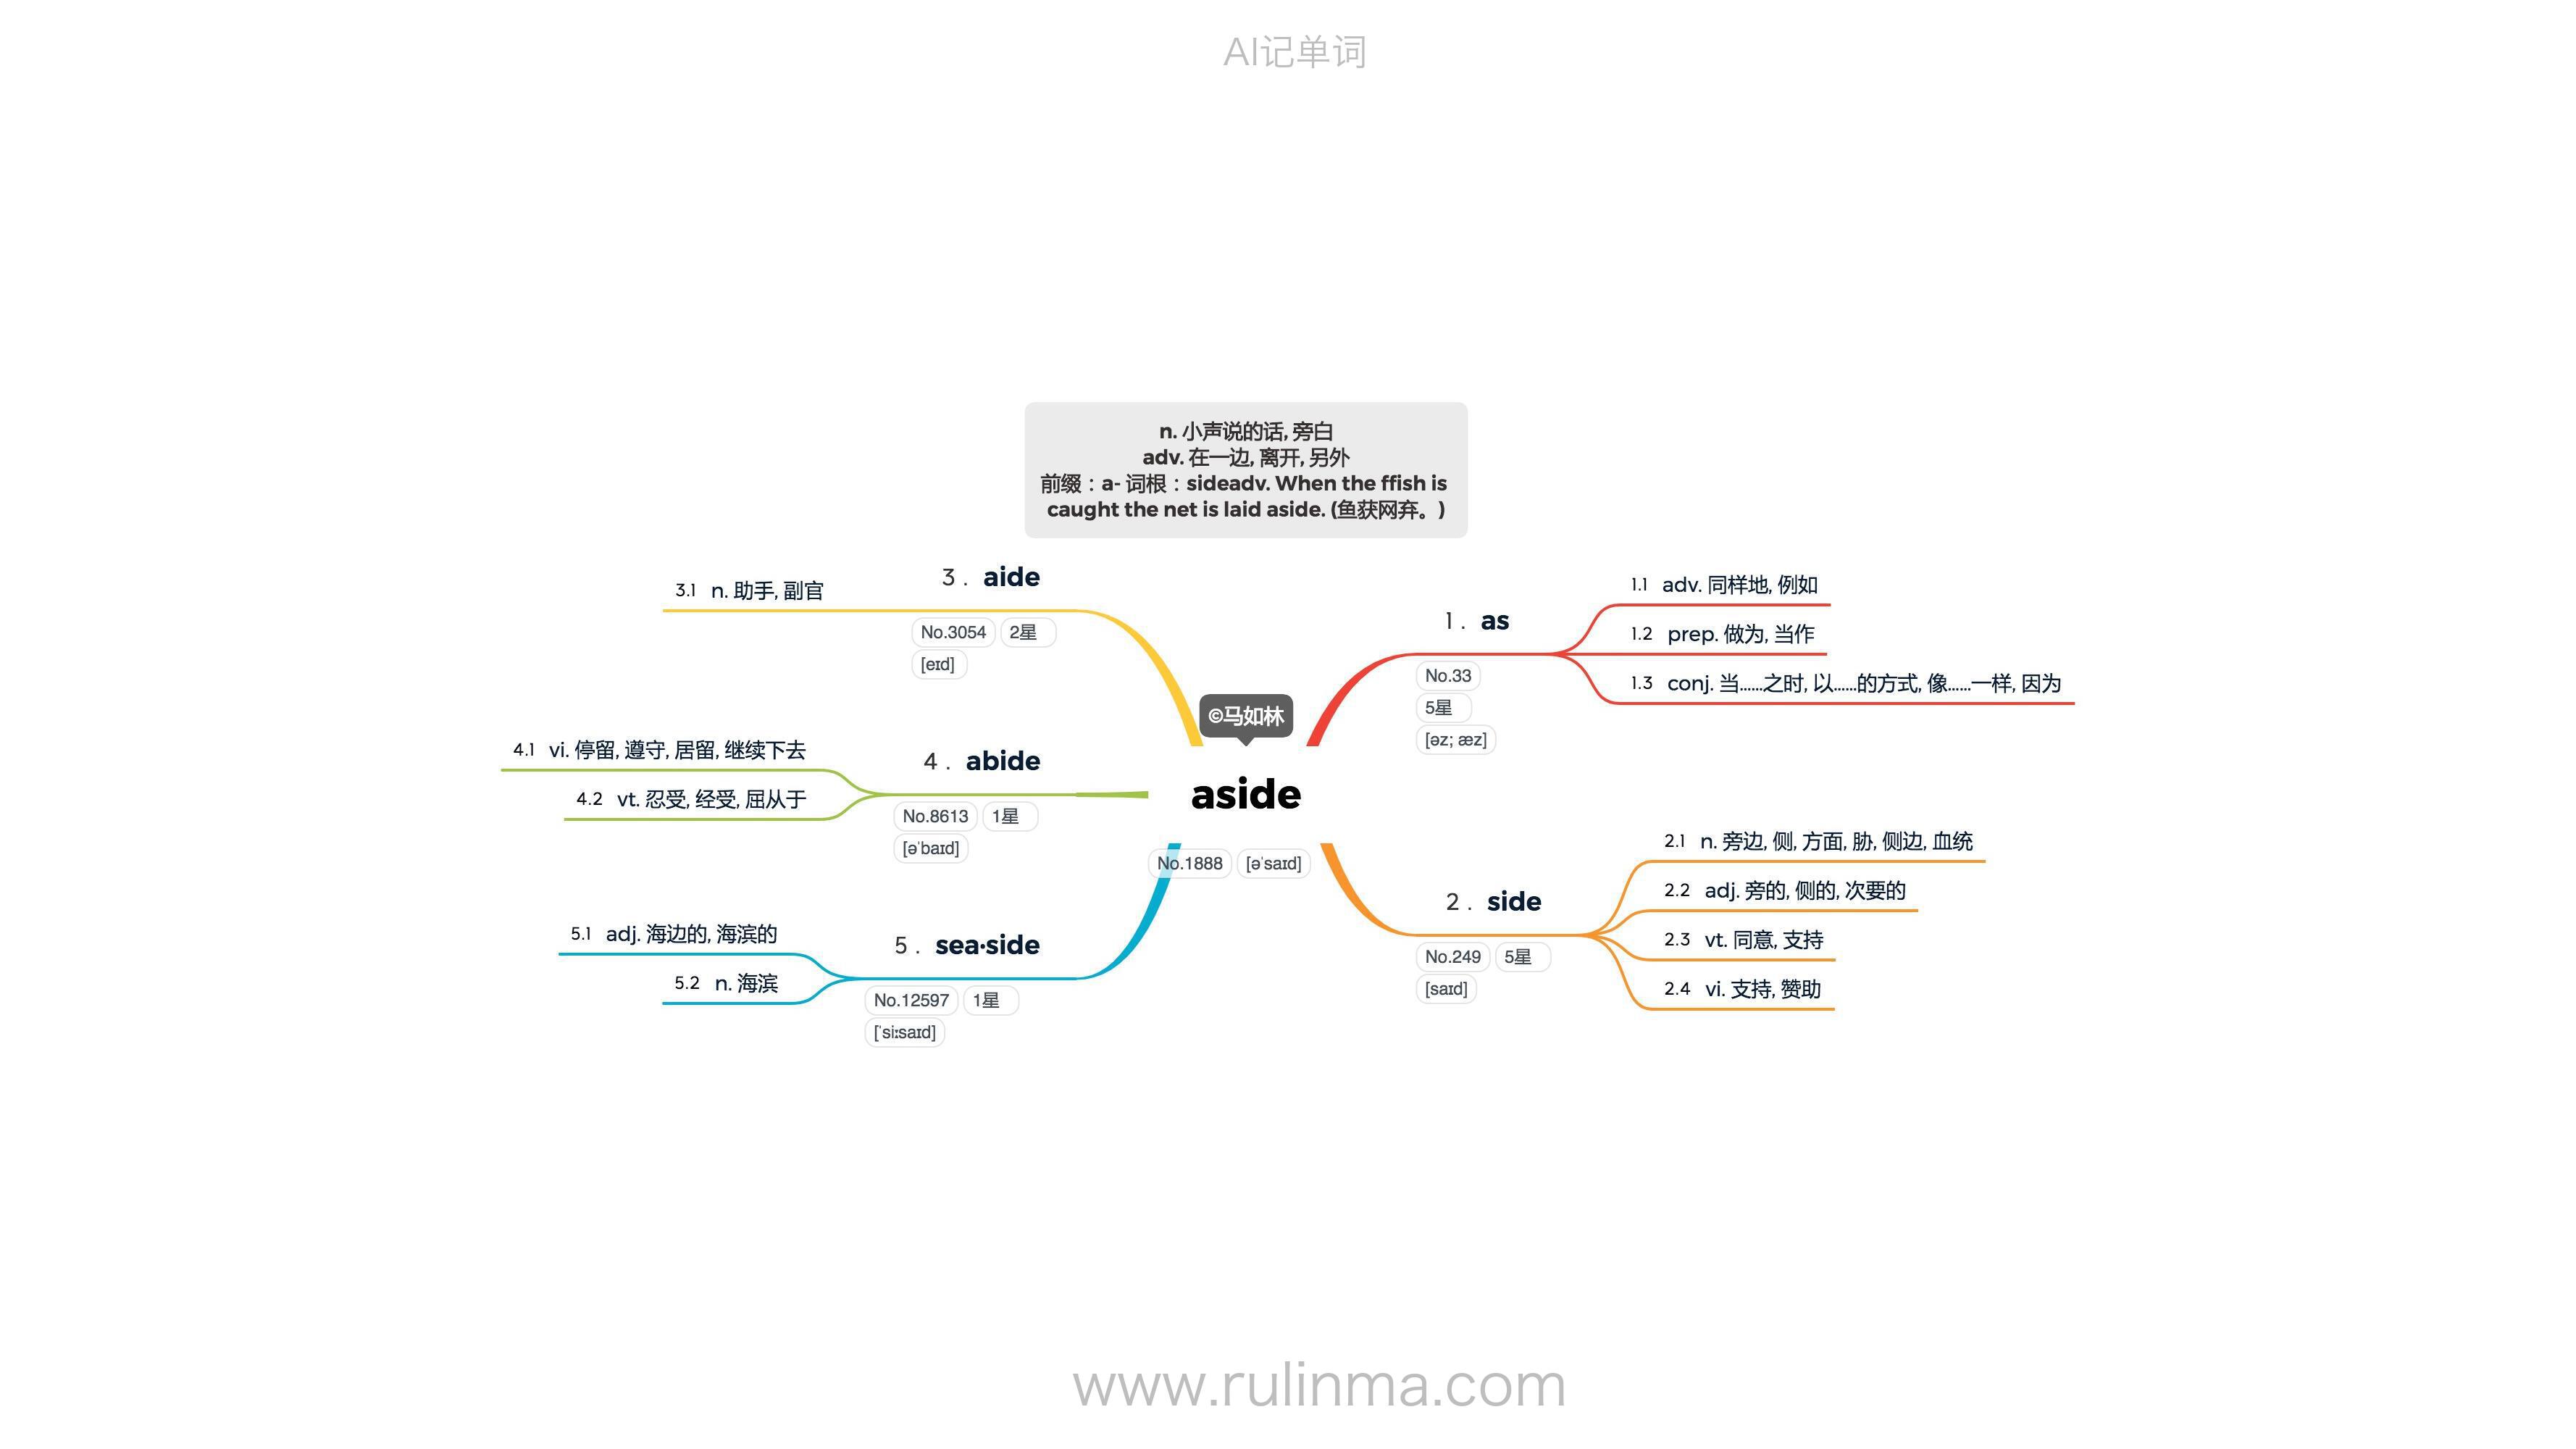 AI记单词
n. 小声说的话, 旁白
adv. 在一边, 离开, 另外
前缀：a- 词根：sideadv. When the ffish is
caught the net is laid aside. (鱼获网弃。)
©马如林
aside
No.1888 [ə'saɪd]
1. as
No.33
5星
[əz; æz]
1.1 adv. 同样地, 例如
1.2 prep. 做为, 当作
1.3 conj. 当……之时, 以……的方式, 像……一样, 因为
2. side
No.249 5星
[saɪd]
2.1 n. 旁边, 侧, 方面, 胁, 侧边, 血统
2.2 adj. 旁的, 侧的, 次要的
2.3 vt. 同意, 支持
2.4 vi. 支持, 赞助
3. aide
No.3054 2星
[eɪd]
3.1 n. 助手, 副官
4. abide
No.8613 1星
[ə'baɪd]
4.1 vi. 停留, 遵守, 居留, 继续下去
4.2 vt. 忍受, 经受, 屈从于
5. sea·side
No.12597 1星
['siːsaɪd]
5.1 adj. 海边的, 海滨的
5.2 n. 海滨
www.rulinma.com